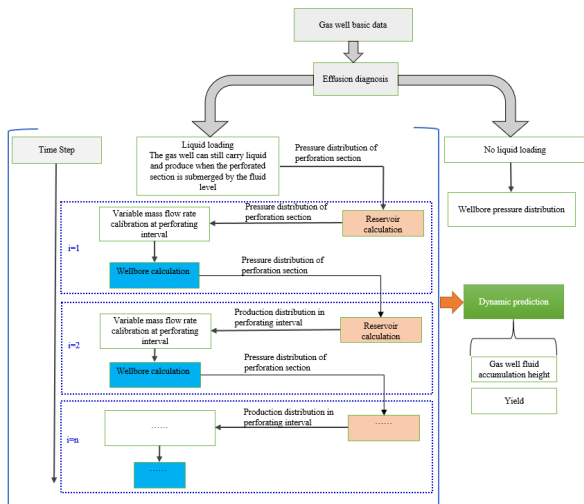 Gas well basic data
Effusion diagnosis
Time Step
Liquid loading
The gas well can still carry liquid
and produce when the perforated
section is submerged by the fluid
level
Pressure distribution of
perforation section
No liquid loading
Wellbore pressure distribution
i=1
Variable mass flow rate
calibration at perforating
interval
Pressure distribution of
perforation section
Reservoir
calculation
Wellbore calculation
Pressure distribution of
perforation section
i=2
Variable mass flow rate
calibration at perforating
interval
Production distribution in
perforating interval
Reservoir
calculation
Wellbore calculation
Pressure distribution of
perforation section
i=n
......
Production distribution in
perforating interval
......
......
Dynamic prediction
Gas well fluid
accumulation height
Yield